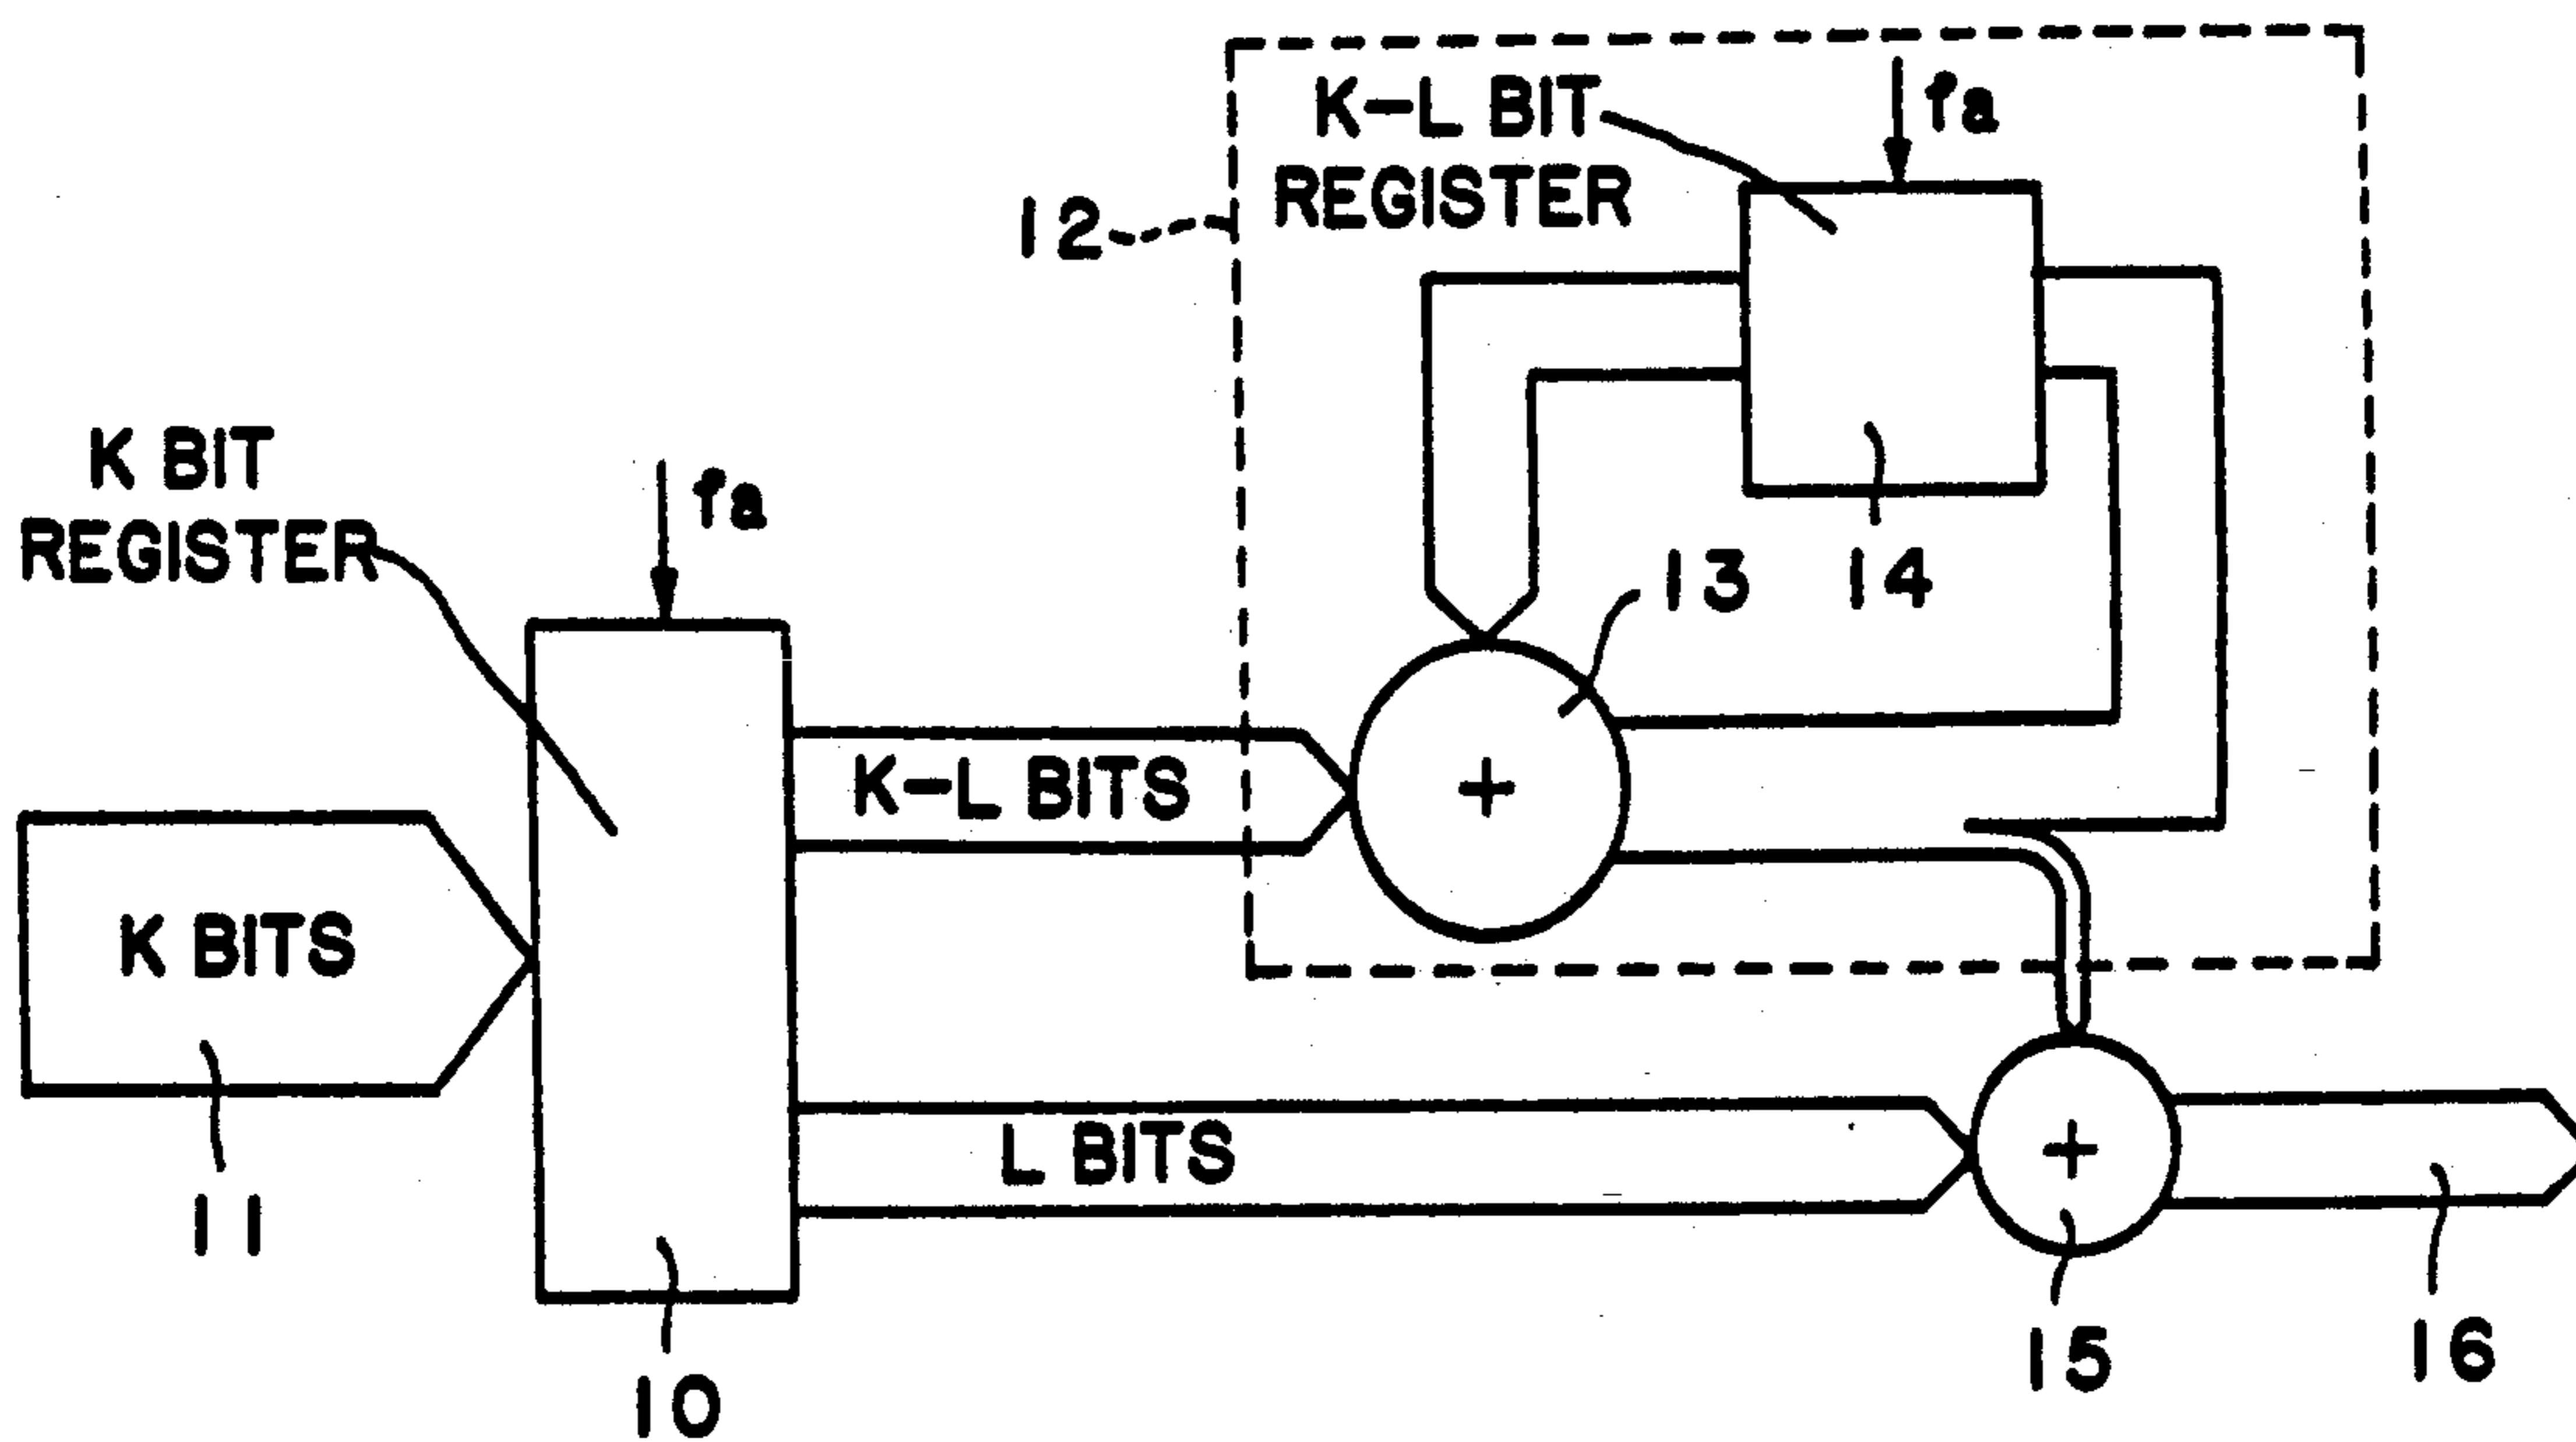 K-L BIT
REGISTER
fa
12
K BIT
REGISTER
fa
13
14
K-L BITS
+
K BITS
11
L BITS
+
10
15
16